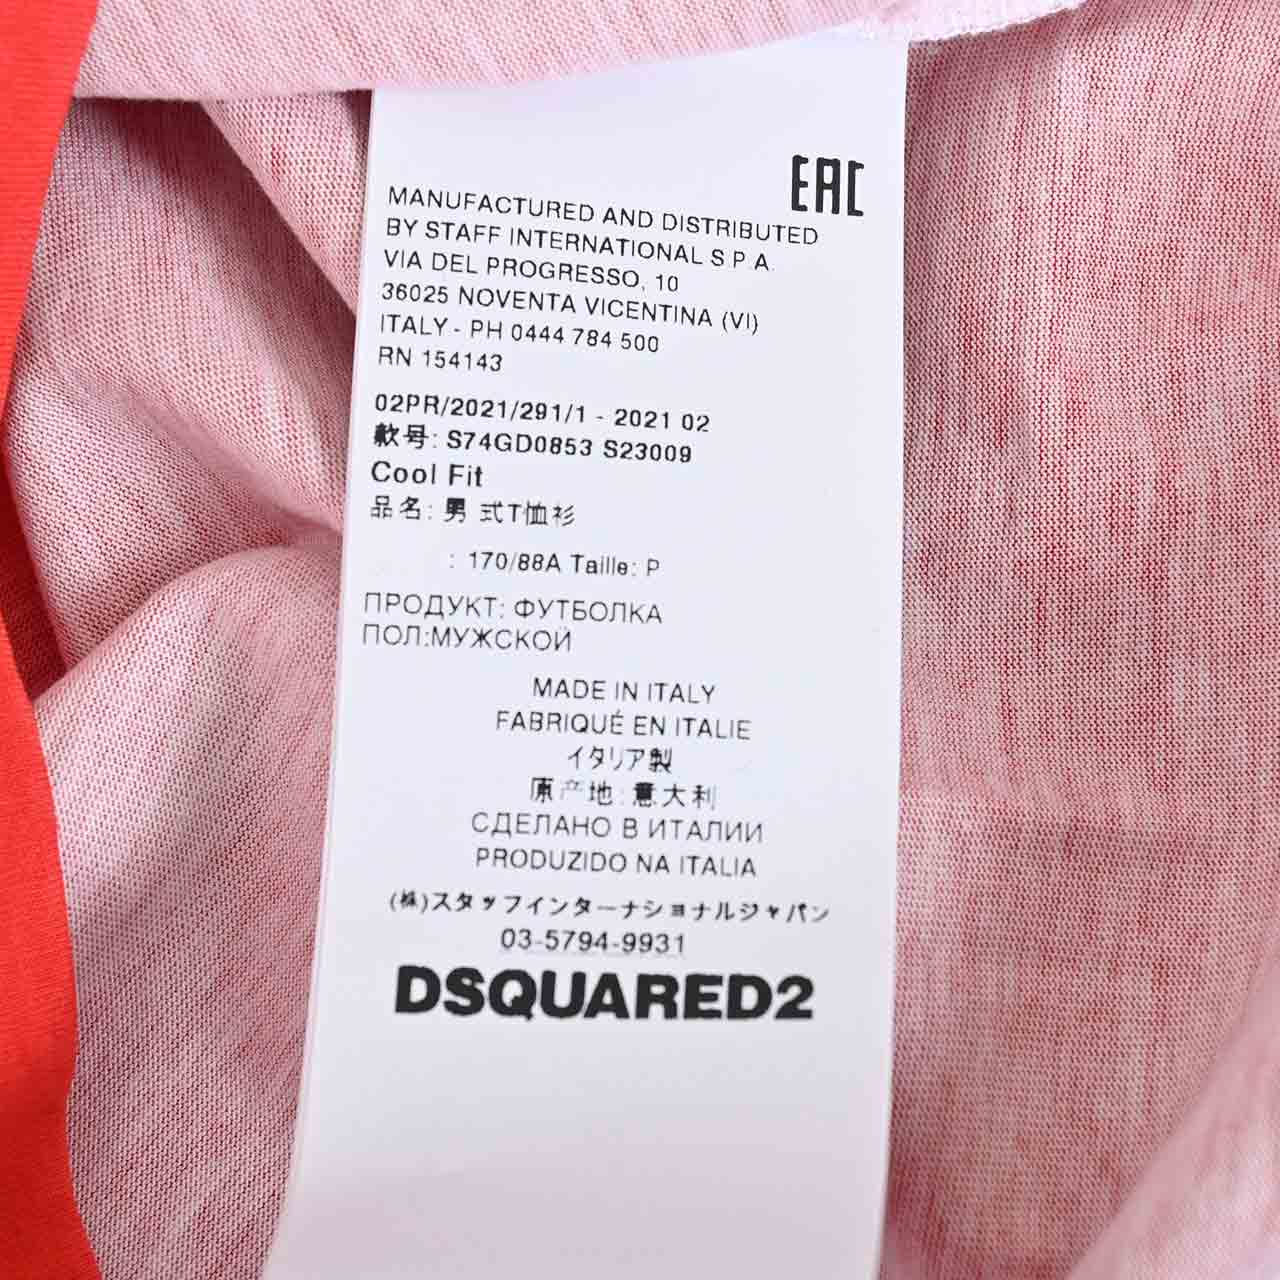 EAC
MANUFACTURED AND DISTRIBUTED
BY STAFF INTERNATIONAL S P A.
VIA DEL PROGRESSO, 10
36025 NOVENTA VICENTINA (VI)
ITALY - PH 0444 784 500
RN 154143
02PR/2021/291/1 - 2021 02
款号: S74GD0853 S23009
Cool Fit
品名: 男 式T恤衫
: 170/88A Taille: P
ПРОДУКТ: ФУТБОЛКА
ПОЛ:МУЖСКОЙ
MADE IN ITALY
FABRIQUÉ EN ITALIE
イタリア製
原产地:意大利
СДЕЛАНО В ИТАЛИИ
PRODUZIDO NA ITALIA
(株)スタッフインターナショナルジャパン
03-5794-9931
DSQUARED2